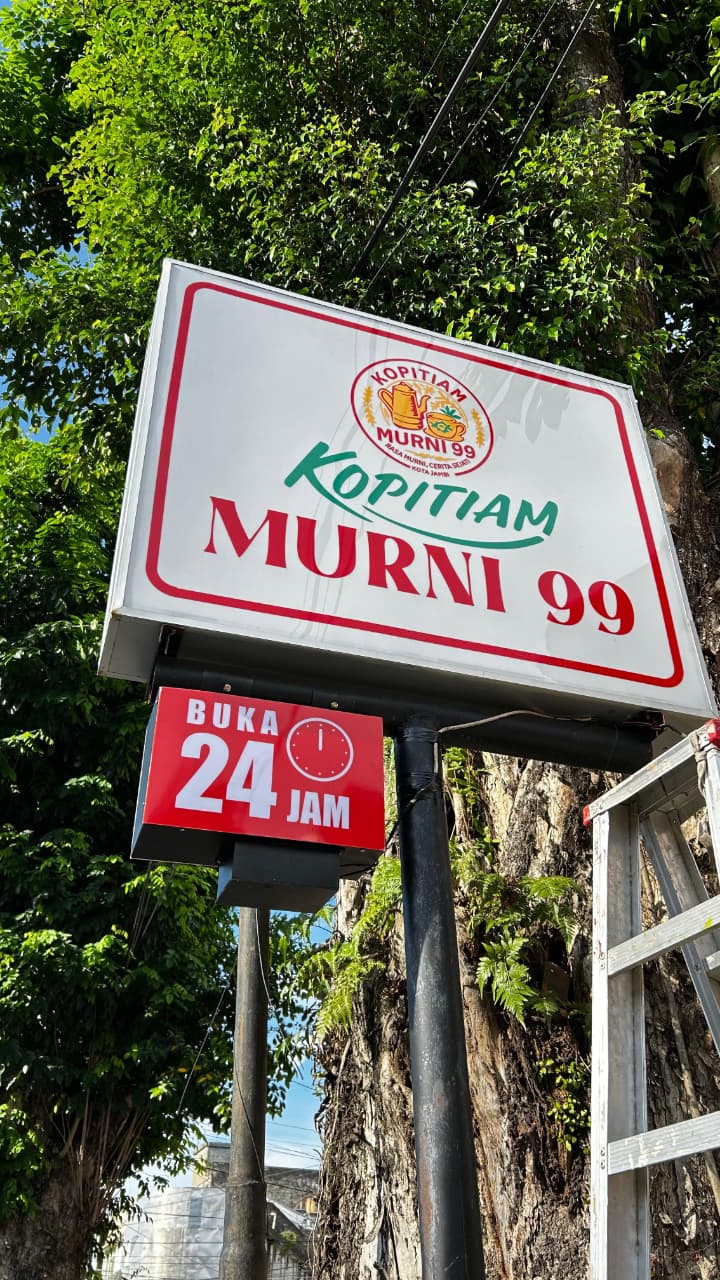 KOPITIAM
MURNI 99
RASA MURNI, CERITA SEJATI
KOTA JAMBI
KOPITIAM
MURNI 99
BUKA
24 JAM